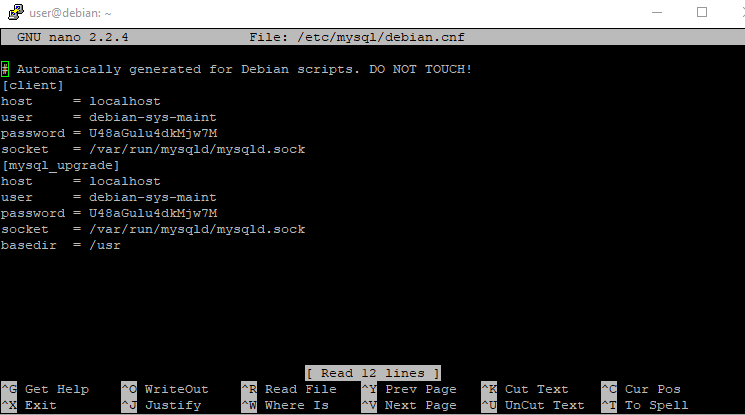 user@debian: ~
GNU nano 2.2.4 File: /etc/mysql/debian.cnf
# Automatically generated for Debian scripts. DO NOT TOUCH!
[client]
host     = localhost
user     = debian-sys-maint
password = U48aGulu4dkMjw7M
socket   = /var/run/mysqld/mysqld.sock
[mysql_upgrade]
host     = localhost
user     = debian-sys-maint
password = U48aGulu4dkMjw7M
socket   = /var/run/mysqld/mysqld.sock
basedir  = /usr
[ Read 12 lines ]
^G Get Help ^O WriteOut ^R Read File ^Y Prev Page ^K Cut Text ^C Cur Pos
^X Exit ^J Justify ^W Where Is ^V Next Page ^U UnCut Text ^T To Spell